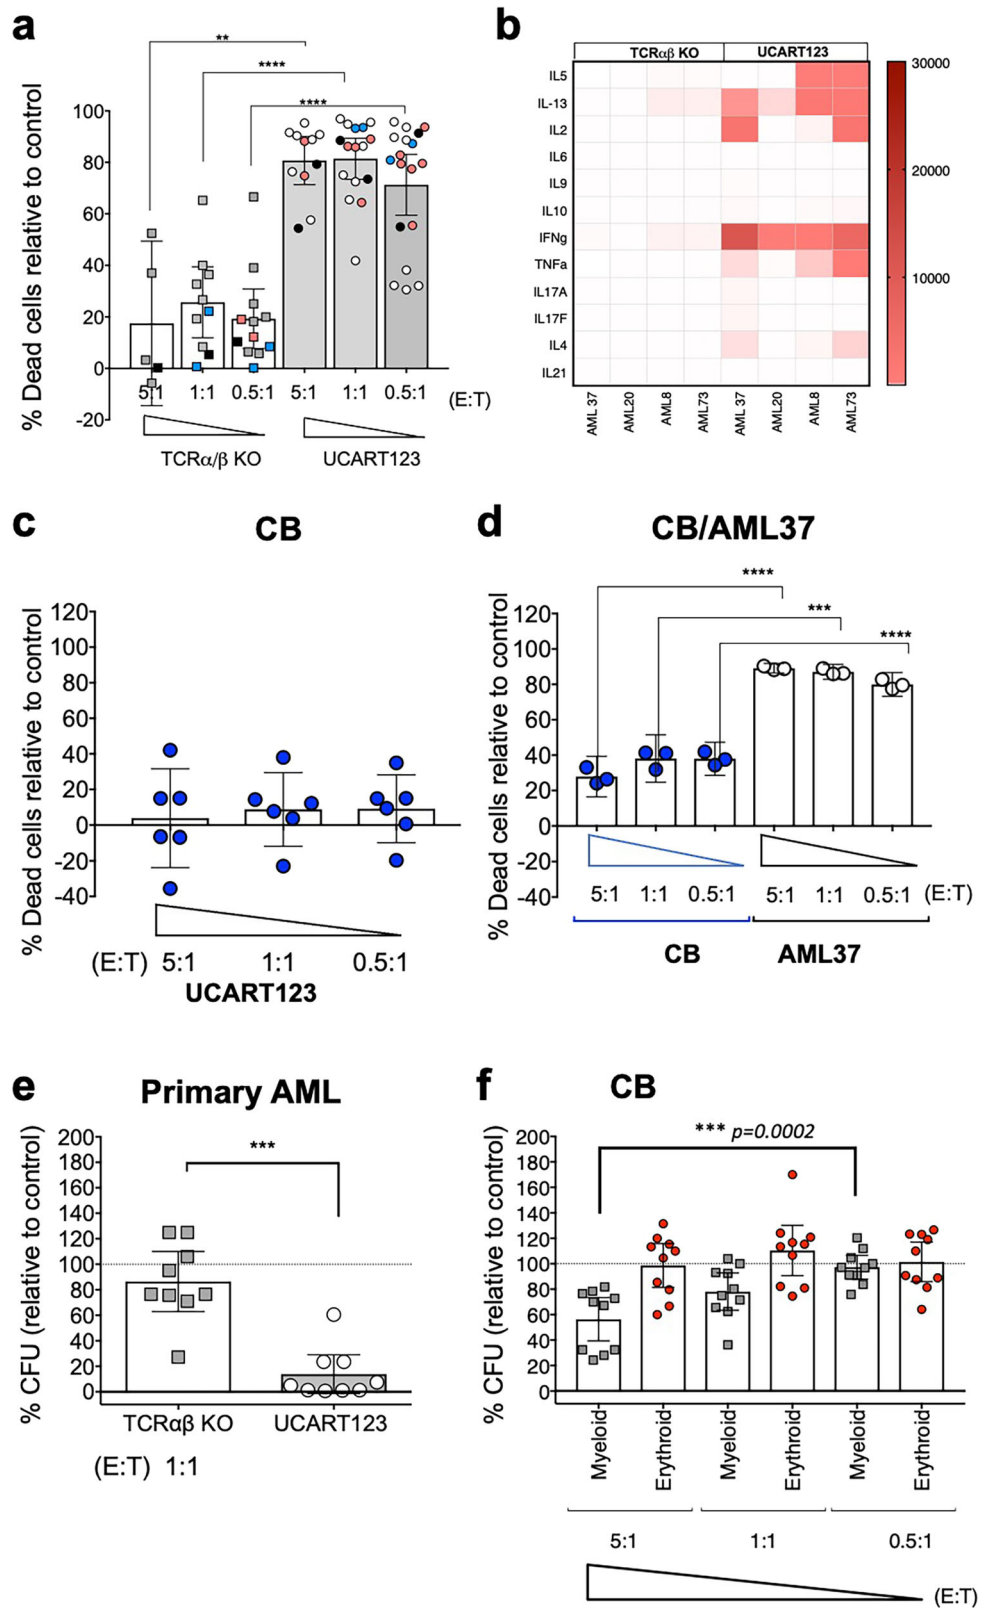 a
**
****
****
% Dead cells relative to control
100
80
60
40
20
0
-20
5:1 1:1 0.5:1 5:1 1:1 0.5:1 (E:T)
TCRα/β KO UCART123
b
TCRαβ KO UCART123
IL5
IL-13
IL2
IL6
IL9
IL10
IFNg
TNFa
IL17A
IL17F
IL4
IL21
AML 37 AML20 AML8 AML73 AML 37 AML20 AML8 AML73
30000
20000
10000
c
CB
% Dead cells relative to control
120
100
80
60
40
20
0
-20
-40
(E:T) 5:1 1:1 0.5:1
UCART123
d
CB/AML37
****
***
****
% Dead cells relative to control
120
100
80
60
40
20
0
-20
-40
5:1 1:1 0.5:1 5:1 1:1 0.5:1 (E:T)
CB AML37
e
Primary AML
***
% CFU (relative to control)
200
180
160
140
120
100
80
60
40
20
0
TCRαβ KO UCART123
(E:T) 1:1
f
CB
*** p=0.0002
% CFU (relative to control)
200
180
160
140
120
100
80
60
40
20
0
Myeloid Erythroid Myeloid Erythroid Myeloid Erythroid
5:1 1:1 0.5:1
(E:T)